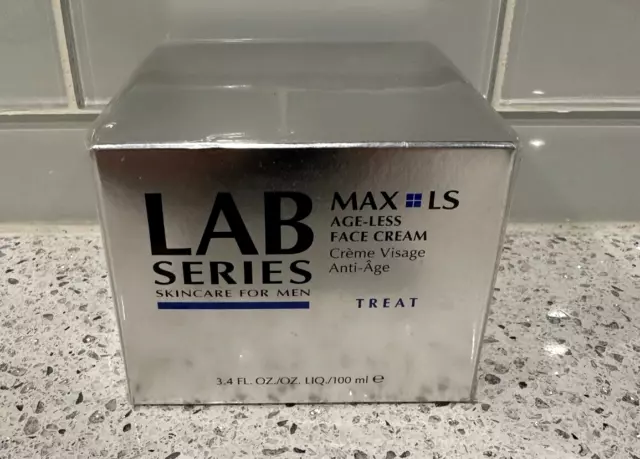 LAB
SERIES
SKINCARE FOR MEN
MAX LS
AGE-LESS
FACE CREAM
Crème Visage
Anti-Âge
TREAT
3.4 FL. OZ./OZ. LIQ./100 ml ℮